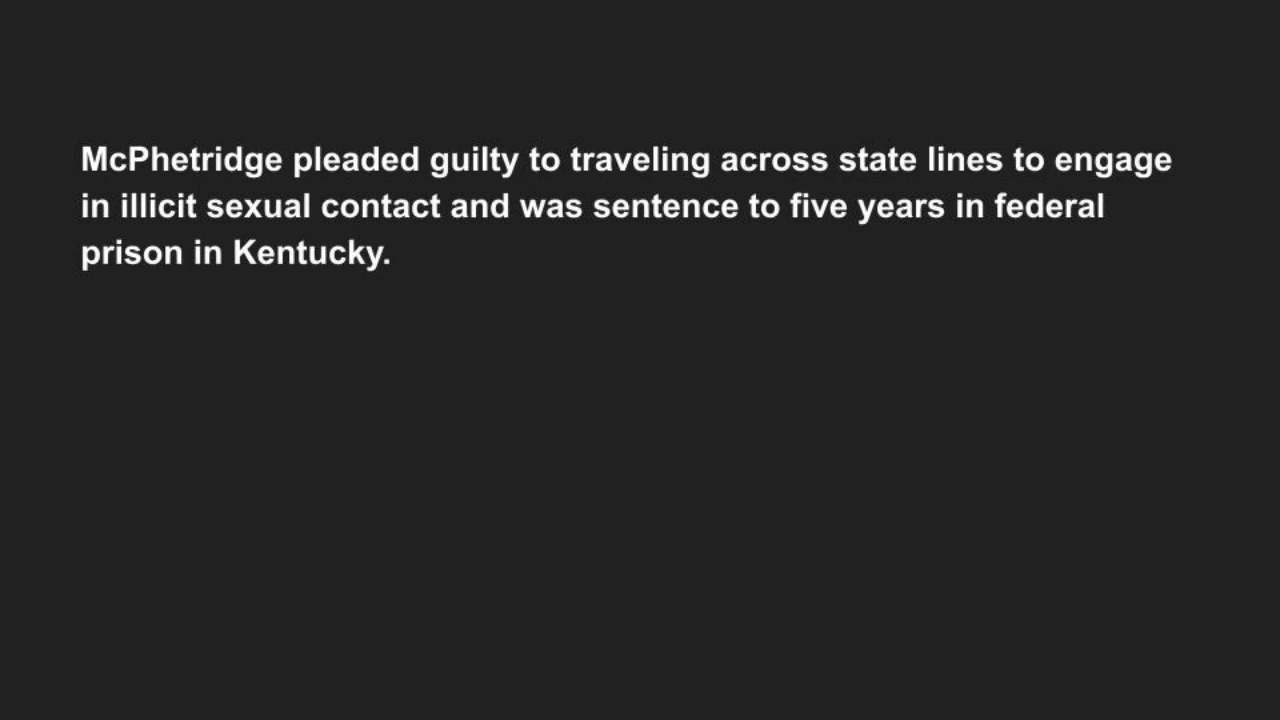 McPhetridge pleaded guilty to traveling across state lines to engage
in illicit sexual contact and was sentence to five years in federal
prison in Kentucky.